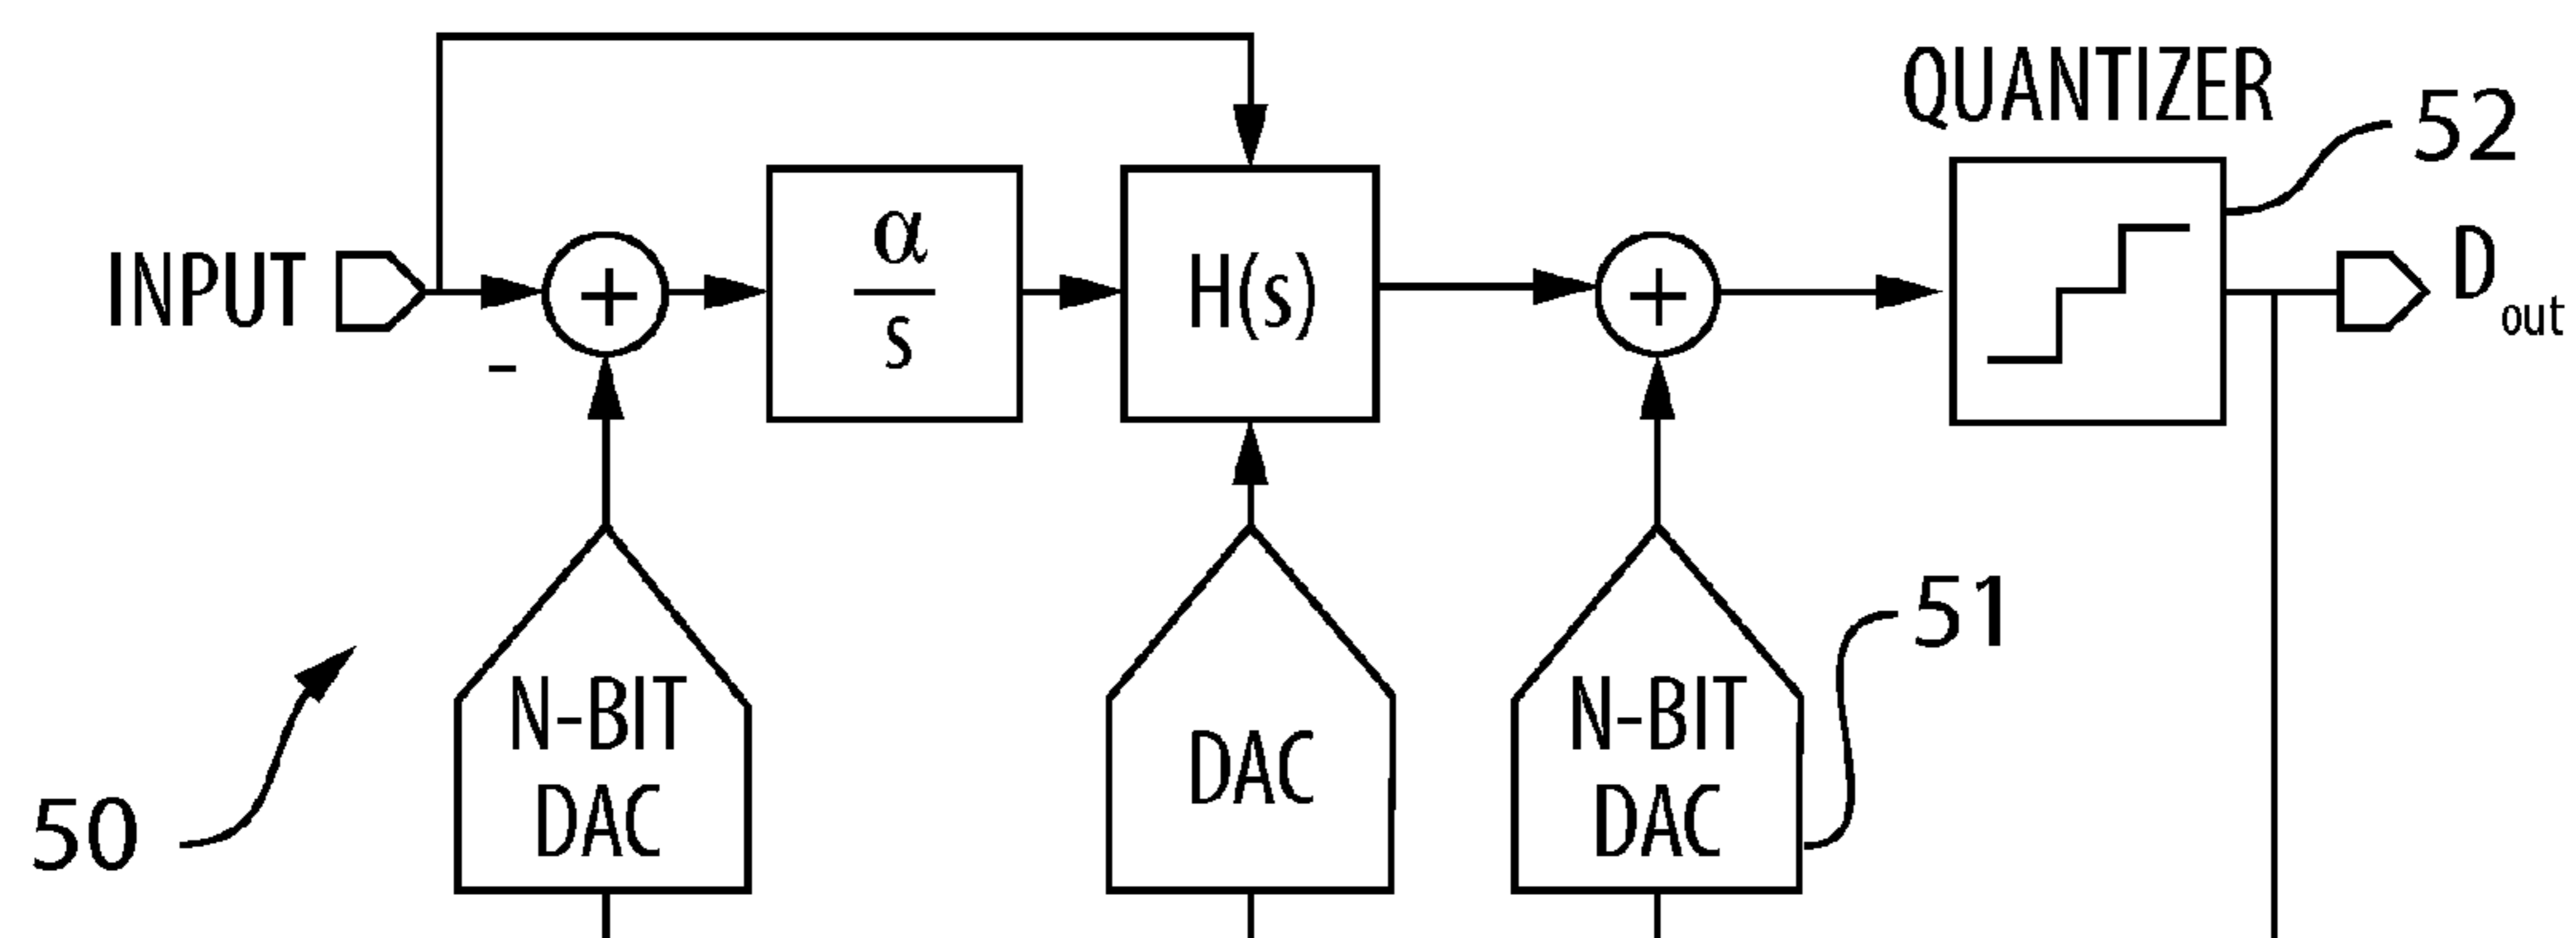 QUANTIZER
52
INPUT
+
-
α
s
H(s)
+
D out
51
50
N-BIT
DAC
DAC
N-BIT
DAC